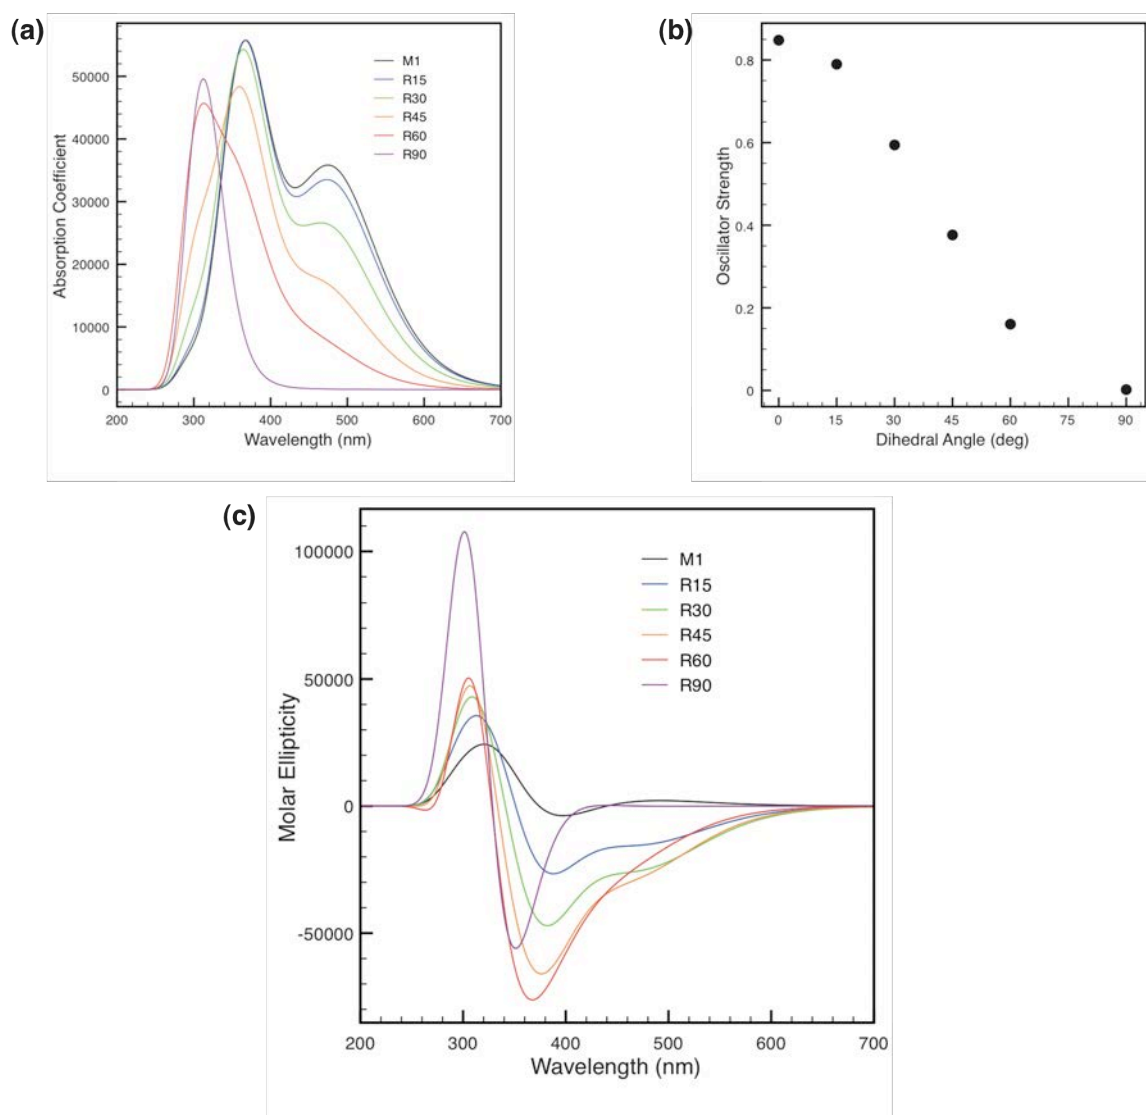 (a)
M1
R15
R30
R45
R60
R90
50000
40000
30000
20000
10000
0
Absorption Coefficient
200 300 400 500 600 700
Wavelength (nm)
(b)
0.8
0.6
0.4
0.2
0
Oscillator Strength
0 15 30 45 60 75 90
Dihedral Angle (deg)
(c)
M1
R15
R30
R45
R60
R90
100000
50000
0
-50000
Molar Ellipticity
200 300 400 500 600 700
Wavelength (nm)